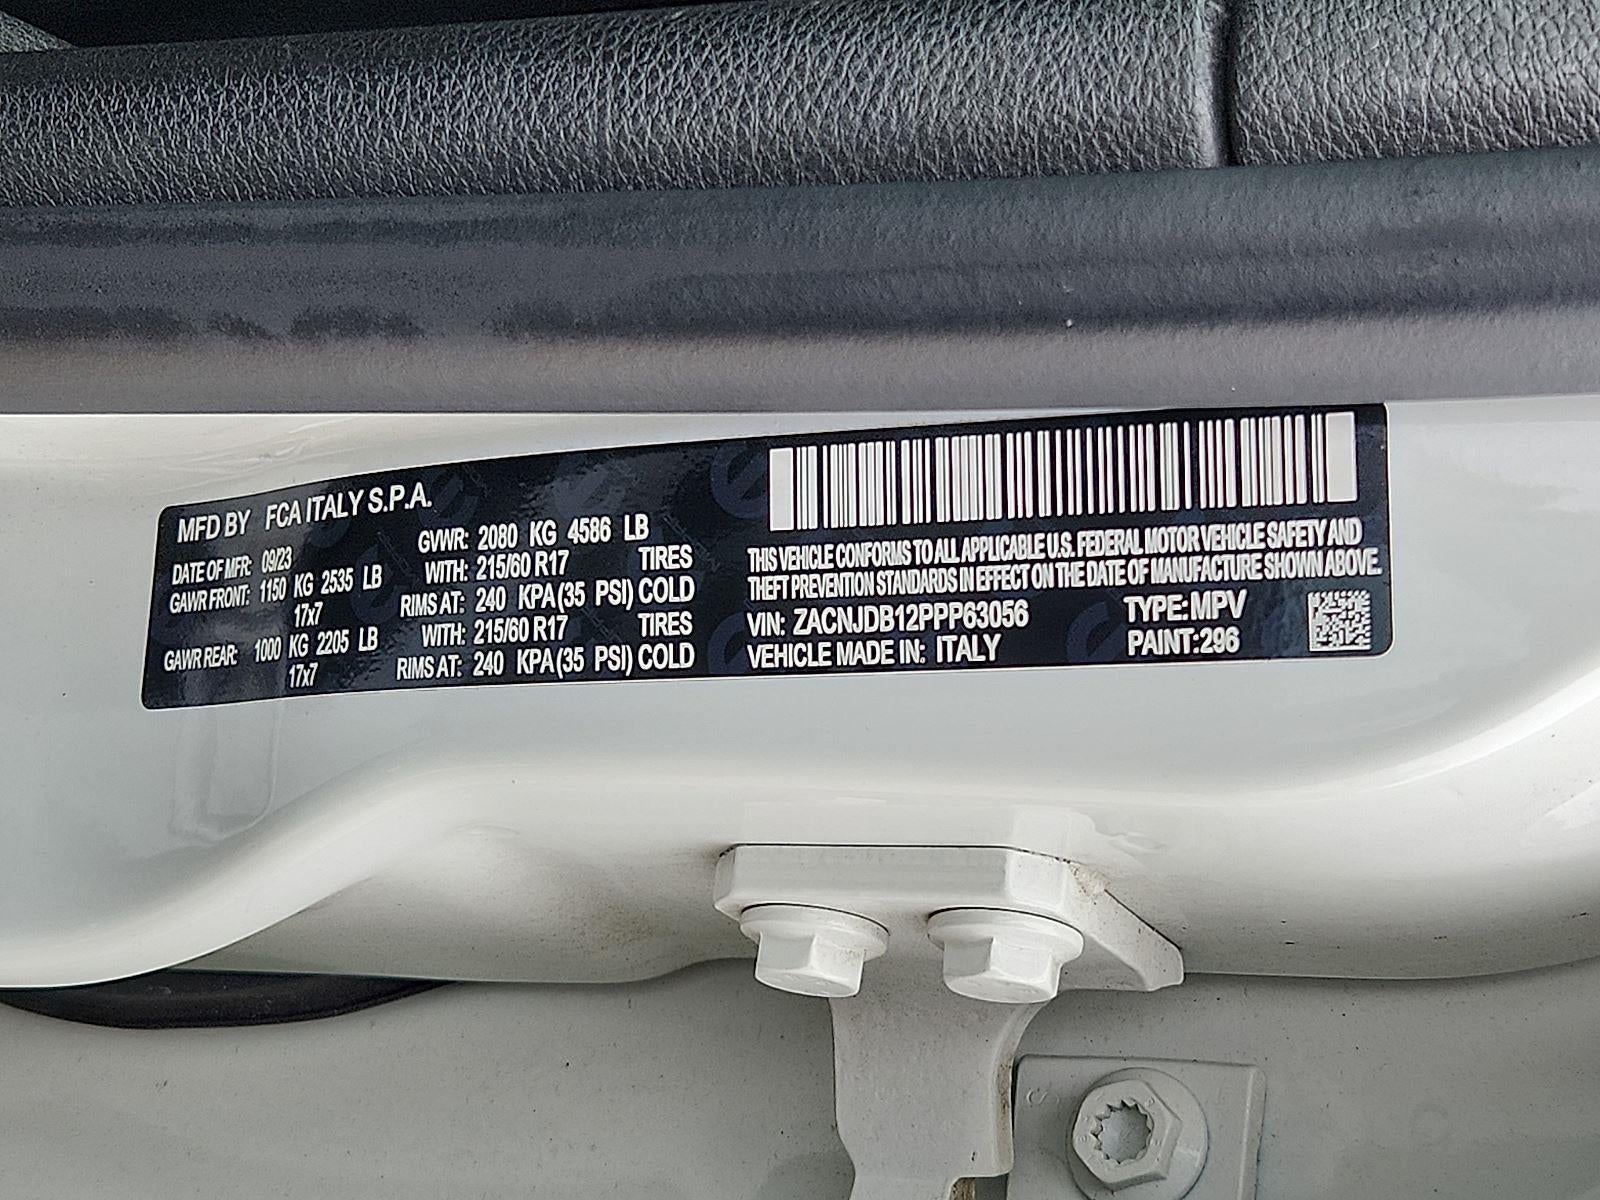 MFD BY FCA ITALY S.P.A.
DATE OF MFR: 09/23 GVWR: 2080 KG 4586 LB
GAWR FRONT: 1150 KG 2535 LB WITH: 215/60 R17 TIRES
17x7 RIMS AT: 240 KPA (35 PSI) COLD
GAWR REAR: 1000 KG 2205 LB WITH: 215/60 R17 TIRES
17x7 RIMS AT: 240 KPA (35 PSI) COLD
THIS VEHICLE CONFORMS TO ALL APPLICABLE U.S. FEDERAL MOTOR VEHICLE SAFETY AND
THEFT PREVENTION STANDARDS IN EFFECT ON THE DATE OF MANUFACTURE SHOWN ABOVE.
VIN: ZACNJDB12PPP63056 TYPE: MPV
VEHICLE MADE IN: ITALY PAINT: 296